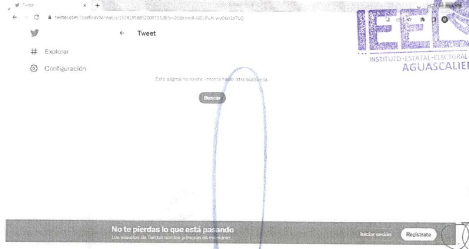 Twitter
twitter.com
Tweet
Explorar
Configuración
Esta página no existe. Intenta hacer otra búsqueda.
Buscar
IEE
INSTITUTO ESTATAL ELECTORAL
AGUASCALIE
No te pierdas lo que está pasando
Los usuarios de Twitter son los primeros en enterarse.
Iniciar sesión
Regístrate